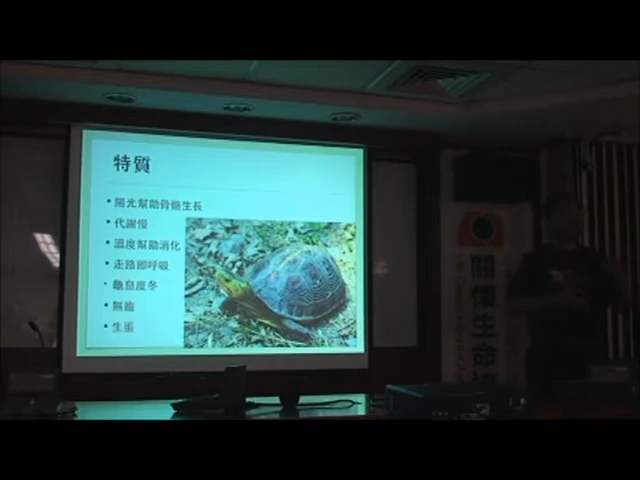 特質
• 陽光幫助骨骼生長
• 代謝慢
• 溫度幫助消化
• 走路即呼吸
• 龜息度冬
• 無齒
• 生蛋
關懷生命